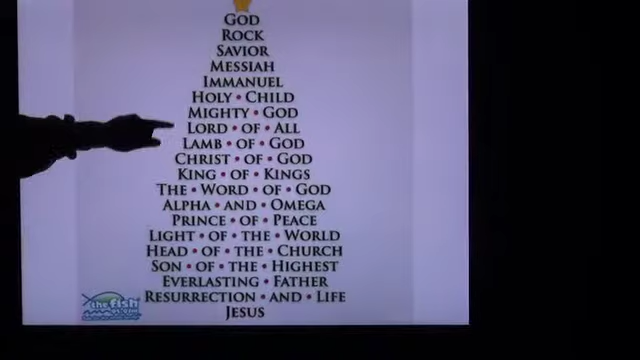 GOD
ROCK
SAVIOR
MESSIAH
IMMANUEL
HOLY • CHILD
MIGHTY • GOD
LORD • OF • ALL
LAMB • OF • GOD
CHRIST • OF • GOD
KING • OF • KINGS
THE • WORD • OF • GOD
ALPHA • AND • OMEGA
PRINCE • OF • PEACE
LIGHT • OF • THE • WORLD
HEAD • OF • THE • CHURCH
SON • OF • THE • HIGHEST
EVERLASTING • FATHER
RESURRECTION • AND • LIFE
JESUS
the fish